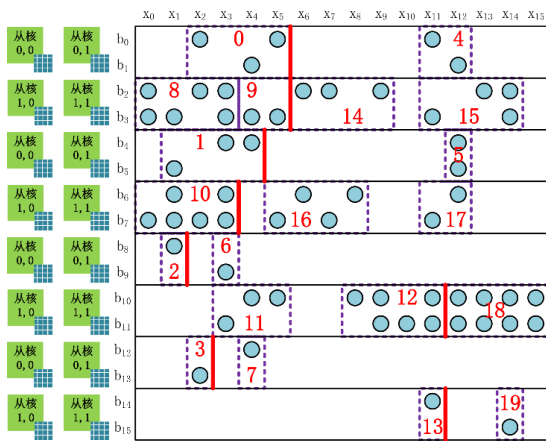 x0 x1 x2 x3 x4 x5 x6 x7 x8 x9 x10 x11 x12 x13 x14 x15
从核 0, 0 从核 0, 1 b0 0 4
b1
从核 1, 0 从核 1, 1 b2 8 9
b3 14 15
从核 0, 0 从核 0, 1 b4 1
b5 5
从核 1, 0 从核 1, 1 b6 10
b7 16 17
从核 0, 0 从核 0, 1 b8 6
b9 2
从核 1, 0 从核 1, 1 b10 12 18
b11 11
从核 0, 0 从核 0, 1 b12 3
b13 7
从核 1, 0 从核 1, 1 b14 19
b15 13